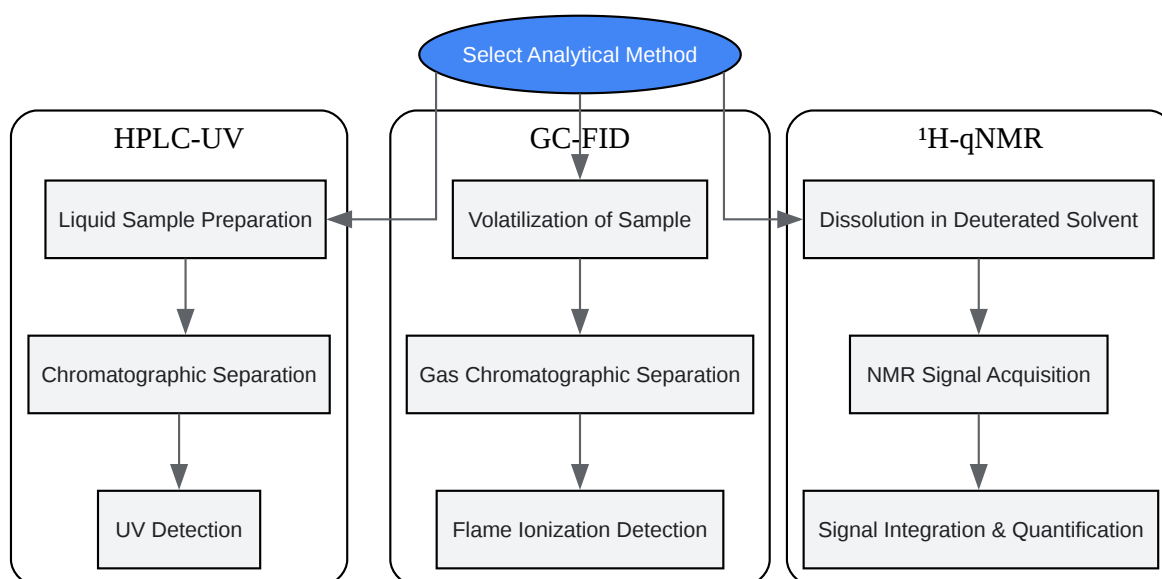 Select Analytical Method
HPLC-UV
Liquid Sample Preparation
Chromatographic Separation
UV Detection
GC-FID
Volatilization of Sample
Gas Chromatographic Separation
Flame Ionization Detection
¹H-qNMR
Dissolution in Deuterated Solvent
NMR Signal Acquisition
Signal Integration & Quantification